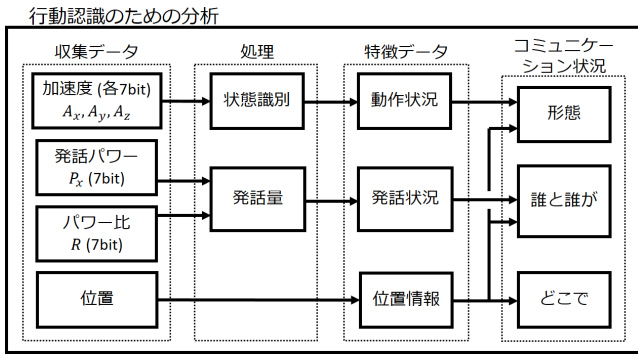 行動認識のための分析
収集データ
処理
特徴データ
コミュニケー
ション状況
加速度 (各7bit)
Ax, Ay, Az
状態識別
動作状況
形態
発話パワー
Px (7bit)
発話量
発話状況
誰と誰が
パワー比
R (7bit)
位置
位置情報
どこで